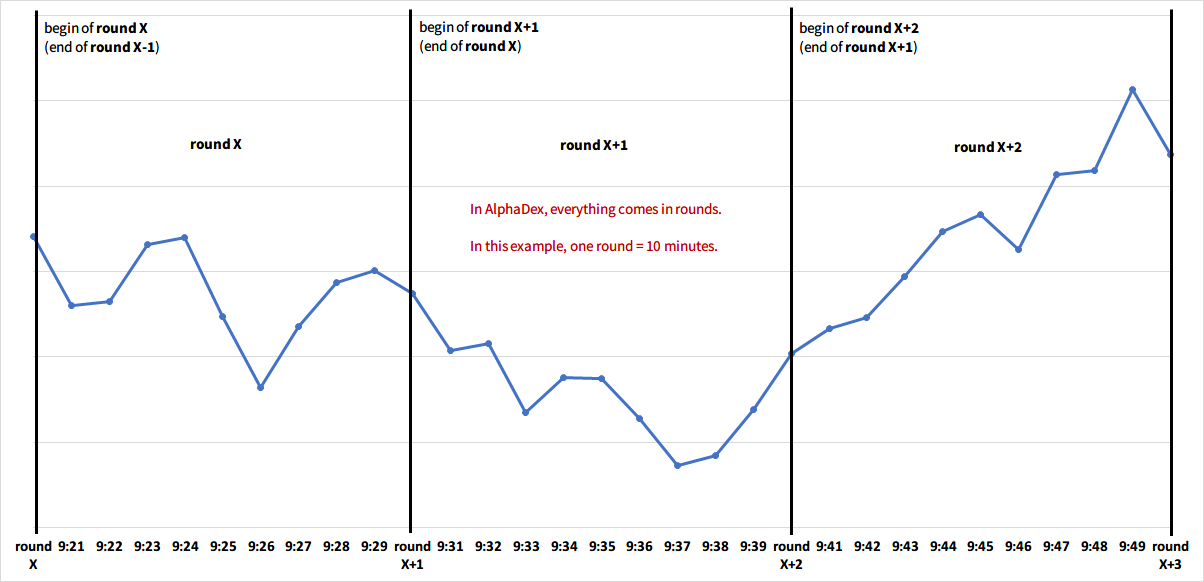 begin of round X
(end of round X-1)
begin of round X+1
(end of round X)
begin of round X+2
(end of round X+1)
round X
round X+1
round X+2
In AlphaDex, everything comes in rounds.
In this example, one round = 10 minutes.
round 9:21 9:22 9:23 9:24 9:25 9:26 9:27 9:28 9:29 round 9:31 9:32 9:33 9:34 9:35 9:36 9:37 9:38 9:39 round 9:41 9:42 9:43 9:44 9:45 9:46 9:47 9:48 9:49 round
X X+1 X+2 X+3